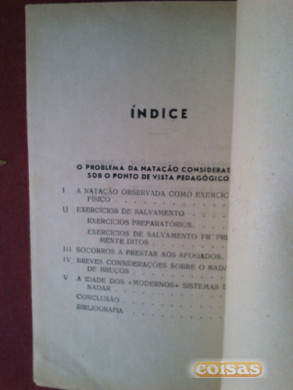 ÍNDICE
O PROBLEMA DA NATAÇÃO CONSIDERAD
SOB O PONTO DE VISTA PEDAGÓGICO
I A NATAÇÃO OBSERVADA COMO EXERCÍC
FÍSICO
II EXERCÍCIOS DE SALVAMENTO
EXERCÍCIOS PREPARATÓRIOS.
EXERCÍCIOS DE SALVAMENTO
MENTE DITOS
III SOCORROS A PRESTAR AOS AFOGADOS.
IV BREVES CONSIDERAÇÕES SOBRE O NADA
DE BRUÇOS
V A IDADE DOS «MODERNOS» SISTEMAS D
NADAR
CONCLUSÃO
BIBLIOGRAFIA
coisas